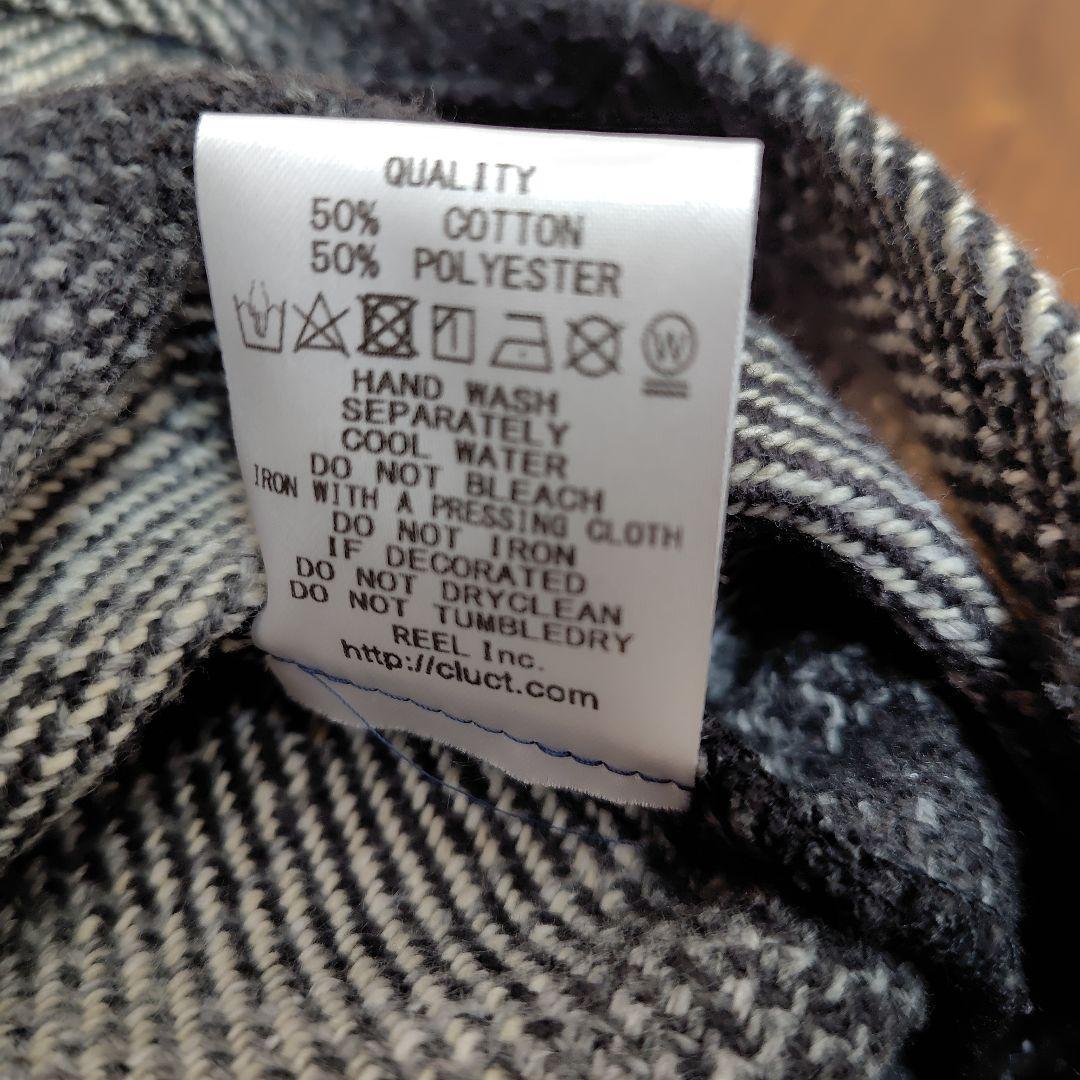 QUALITY
50% COTTON
50% POLYESTER
W
HAND WASH
SEPARATELY
COOL WATER
DO NOT BLEACH
IRON WITH A PRESSING CLOTH
DO NOT IRON
IF DECORATED
DO NOT DRYCLEAN
DO NOT TUMBLEDRY
REEL Inc.
http://cluct.com